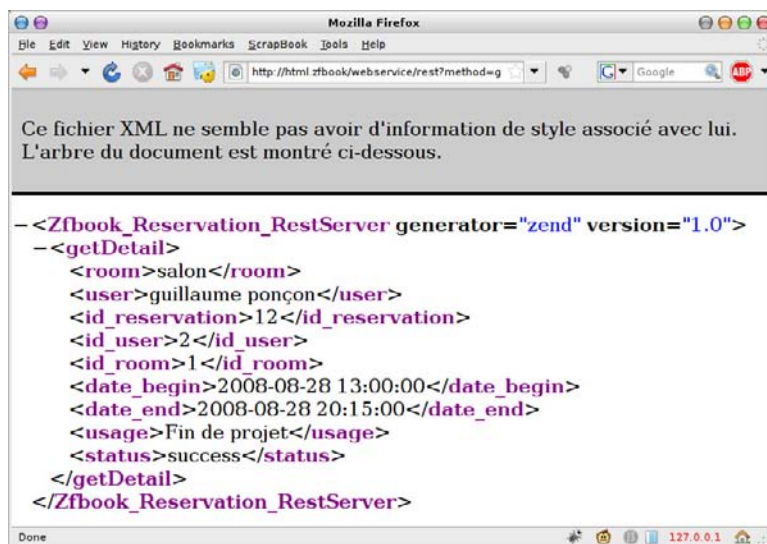 Mozilla Firefox
File Edit View History Bookmarks ScrapBook Tools Help
http://html.zfbook/webservice/rest?method=g Google ABP
Ce fichier XML ne semble pas avoir d'information de style associé avec lui.
L'arbre du document est montré ci-dessous.
−<Zfbook_Reservation_RestServer generator="zend" version="1.0">
−<getDetail>
<room>salon</room>
<user>guillaume ponçon</user>
<id_reservation>12</id_reservation>
<id_user>2</id_user>
<id_room>1</id_room>
<date_begin>2008-08-28 13:00:00</date_begin>
<date_end>2008-08-28 20:15:00</date_end>
<usage>Fin de projet</usage>
<status>success</status>
</getDetail>
</Zfbook_Reservation_RestServer>
Done 127.0.0.1